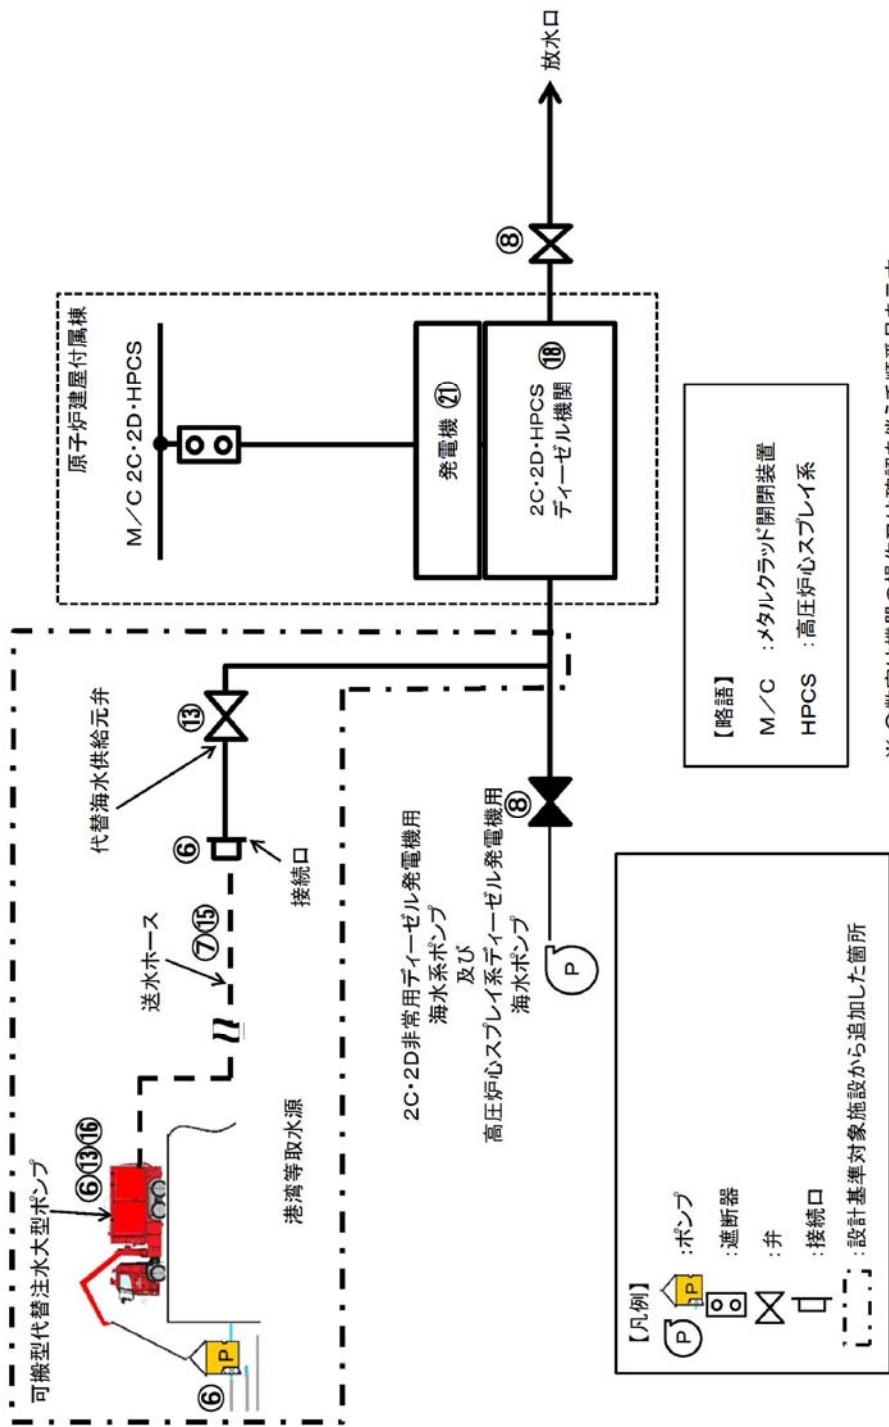 可搬型代替注水大型ポンプ
⑥⑬⑯
P
⑥
港湾等取水源
送水ホース
⑦⑮
⑥
接続口
代替海水供給元弁
⑬
原子炉建屋付属棟
M/C 2C・2D・HPCS
発電機 ㉑
2C・2D・HPCS ⑱
ディーゼル機関
⑧
放水口
2C・2D非常用ディーゼル発電機用
海水系ポンプ
及び
高圧炉心スプレイ系ディーゼル発電機用
海水ポンプ
P
⑧
【凡例】
P P :ポンプ
:遮断器
:弁
:接続口
:設計基準対象施設から追加した箇所
【略語】
M/C :メタルクラッド開閉装置
HPCS :高圧炉心スプレイ系